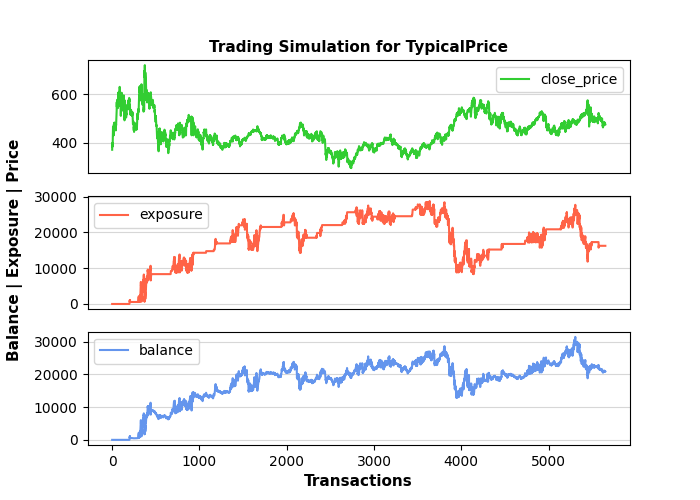 Trading Simulation for TypicalPrice
close_price
600
400
30000
exposure
20000
10000
0
30000
balance
20000
10000
0
0 1000 2000 3000 4000 5000
Transactions
Balance | Exposure | Price